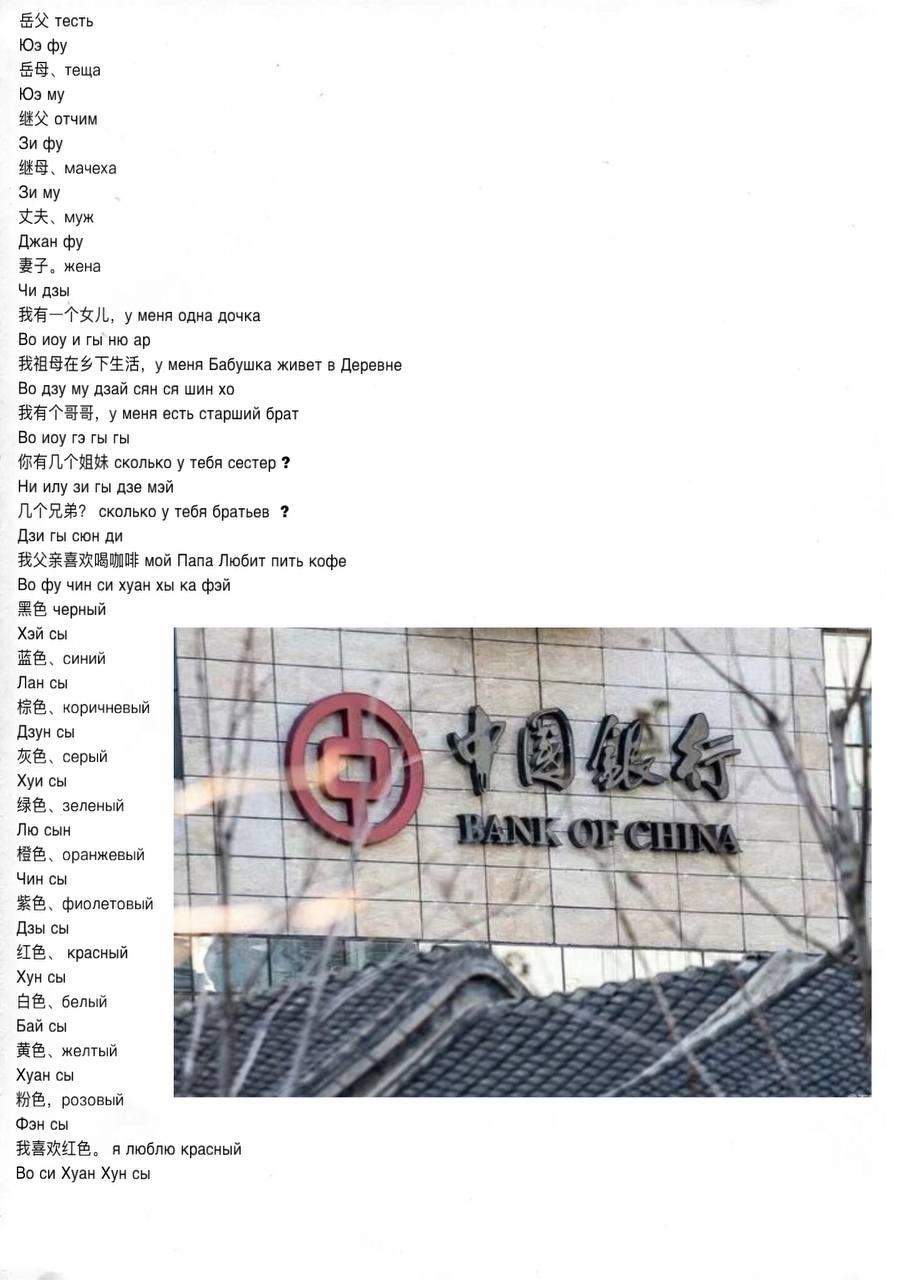 岳父 тесть
Юэ фу
岳母、теща
Юэ му
继父 отчим
Зи фу
继母、мачеха
Зи му
丈夫、муж
Джан фу
妻子。жена
Чи дзы
我有一个女儿，у меня одна дочка
Во иоу и гы ню ар
我祖母在乡下生活，у меня Бабушка живет в Деревне
Во дзу му дзай сян ся шин хо
我有个哥哥，у меня есть старший брат
Во иоу гэ гы гы
你有几个姐妹 сколько у тебя сестер ?
Ни илу зи гы дзе мэй
几个兄弟？ сколько у тебя братьев ?
Дзи гы сюн ди
我父亲喜欢喝咖啡 мой Папа Любит пить кофе
Во фу чин си хуан хы ка фэй
黑色 черный
Хэй сы
蓝色、синий
Лан сы
棕色、коричневый
Дзун сы
灰色、серый
Хуи сы
绿色、зеленый
Лю сын
橙色、оранжевый
Чин сы
紫色、фиолетовый
Дзы сы
红色、 красный
Хун сы
白色、белый
Бай сы
黄色、желтый
Хуан сы
粉色，розовый
Фэн сы
我喜欢红色。 я люблю красный
Во си Хуан Хун сы
中國銀行
BANK OF CHINA